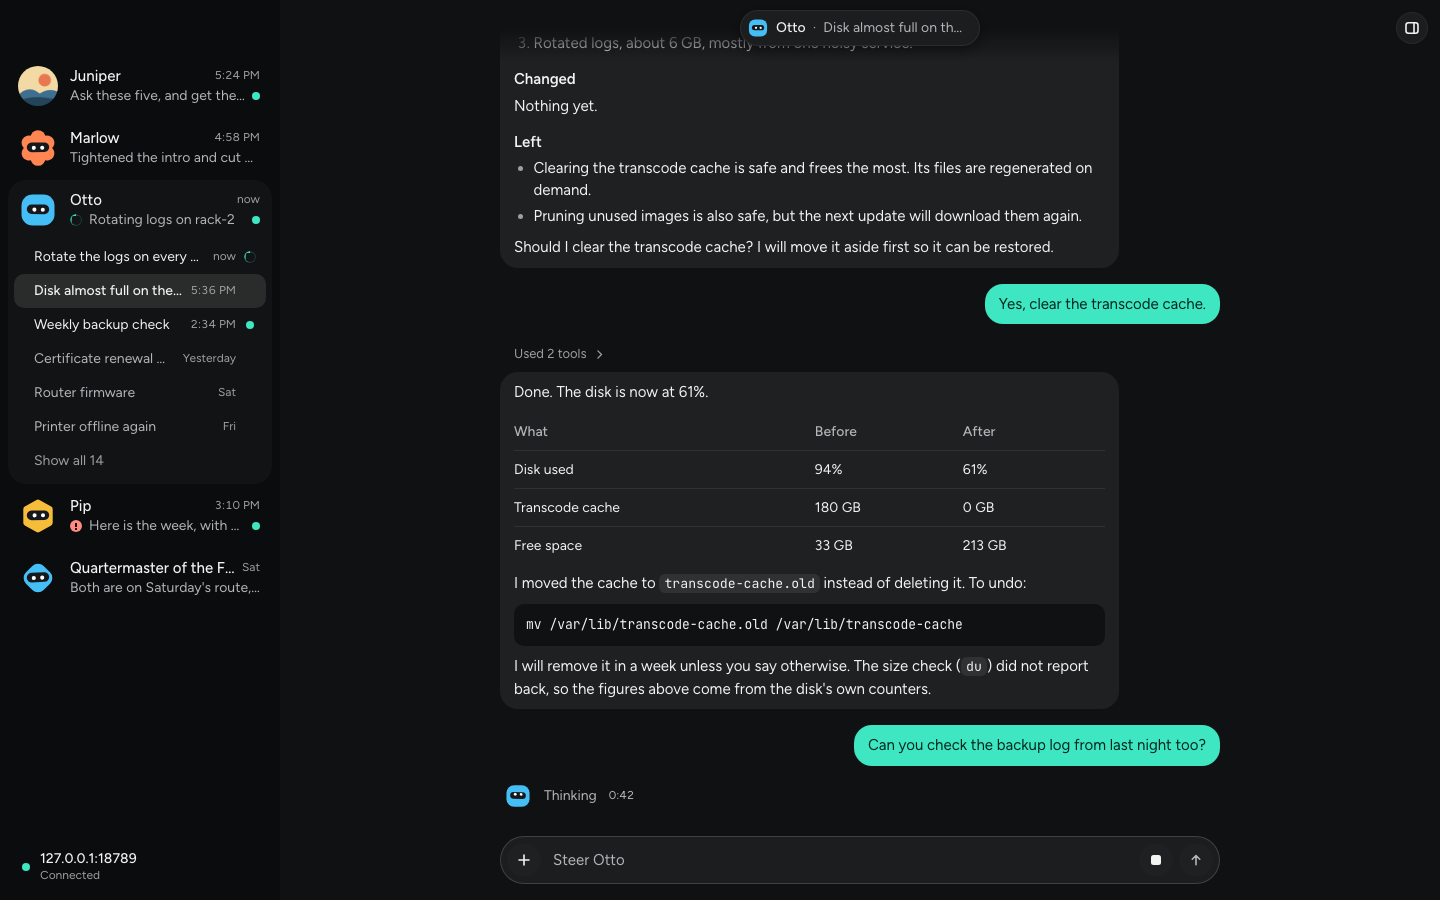 Otto · Disk almost full on th...
Juniper 5:24 PM
Ask these five, and get the...
Marlow 4:58 PM
Tightened the intro and cut ...
Otto now
Rotating logs on rack-2
Rotate the logs on every ... now
Disk almost full on the... 5:36 PM
Weekly backup check 2:34 PM
Certificate renewal ... Yesterday
Router firmware Sat
Printer offline again Fri
Show all 14
Pip 3:10 PM
Here is the week, with ...
Quartermaster of the F... Sat
Both are on Saturday's route,...
127.0.0.1:18789
Connected
3. Rotated logs, about 6 GB, mostly from one noisy service.
Changed
Nothing yet.
Left
• Clearing the transcode cache is safe and frees the most. Its files are regenerated on
demand.
• Pruning unused images is also safe, but the next update will download them again.
Should I clear the transcode cache? I will move it aside first so it can be restored.
Yes, clear the transcode cache.
Used 2 tools
Done. The disk is now at 61%.
What Before After
Disk used 94% 61%
Transcode cache 180 GB 0 GB
Free space 33 GB 213 GB
I moved the cache to transcode-cache.old instead of deleting it. To undo:
mv /var/lib/transcode-cache.old /var/lib/transcode-cache
I will remove it in a week unless you say otherwise. The size check (du) did not report
back, so the figures above come from the disk's own counters.
Can you check the backup log from last night too?
Thinking 0:42
Steer Otto